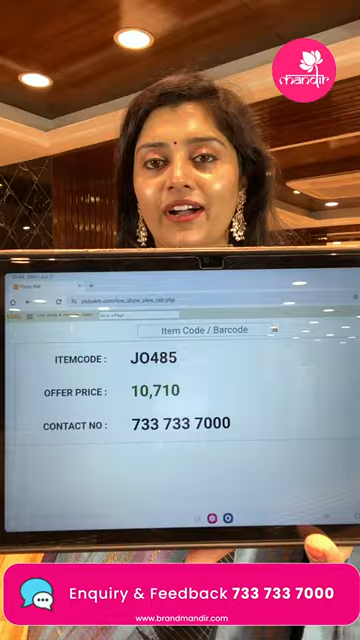 mandir
Item Code / Barcode
ITEMCODE : JO485
OFFER PRICE : 10,710
CONTACT NO : 733 733 7000
Enquiry & Feedback 733 733 7000
www.brandmandir.com